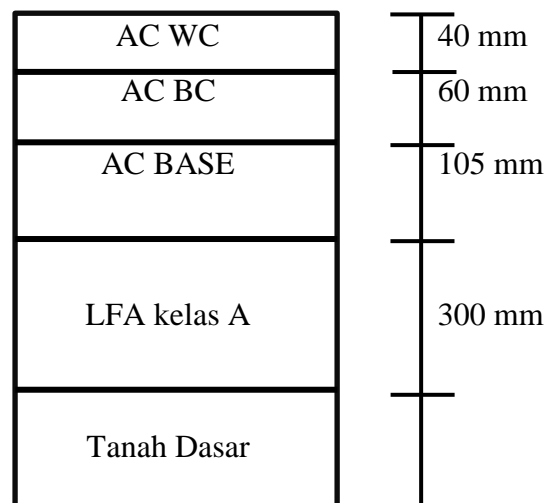 AC WC 40 mm
AC BC 60 mm
AC BASE 105 mm
LFA kelas A 300 mm
Tanah Dasar